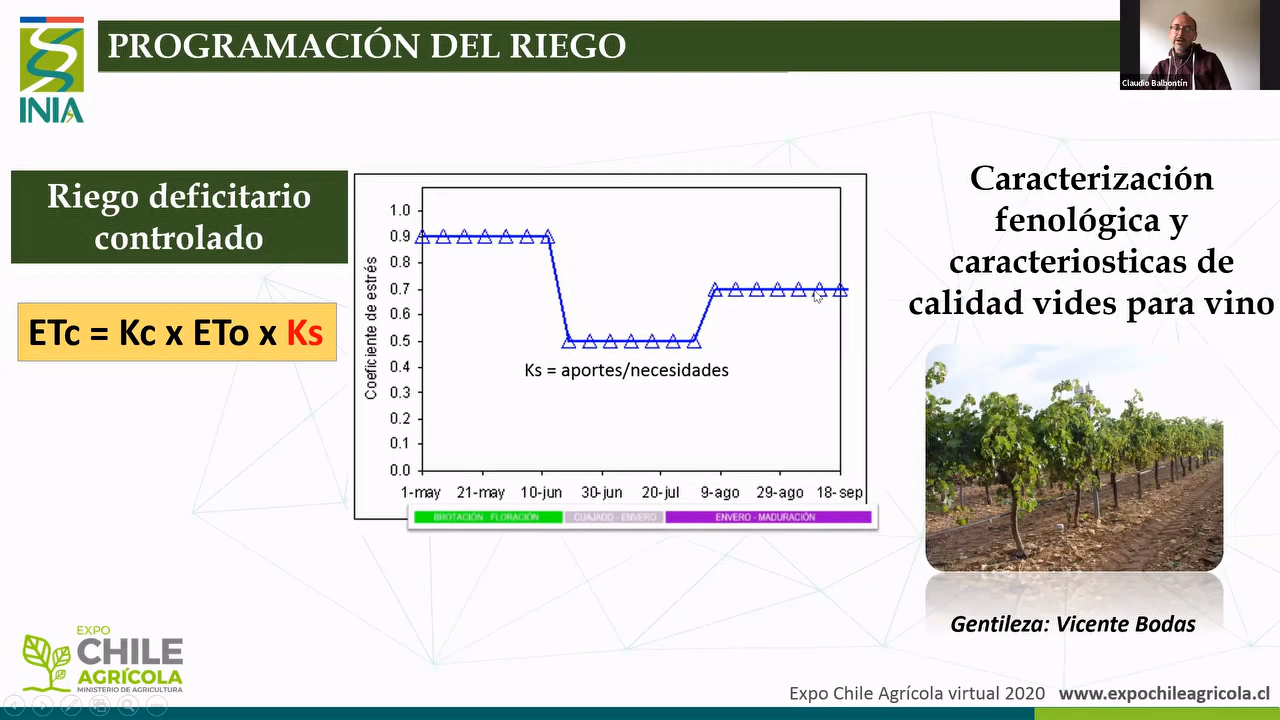 PROGRAMACIÓN DEL RIEGO
INIA
Claudio Balbontín
Riego deficitario
controlado
ETc = Kc x ETo x Ks
Coeficiente de estrés
1.0
0.9
0.8
0.7
0.6
0.5
0.4
0.3
0.2
0.1
0.0
Ks = aportes/necesidades
1-may 21-may 10-jun 30-jun 20-jul 9-ago 29-ago 18-sep
BROTACIÓN - FLORACIÓN CUAJADO - ENVERO ENVERO - MADURACIÓN
Caracterización
fenológica y
caracteriosticas de
calidad vides para vino
Gentileza: Vicente Bodas
EXPO
CHILE
AGRÍCOLA
MINISTERIO DE AGRICULTURA
Expo Chile Agrícola virtual 2020 www.expochileagricola.cl